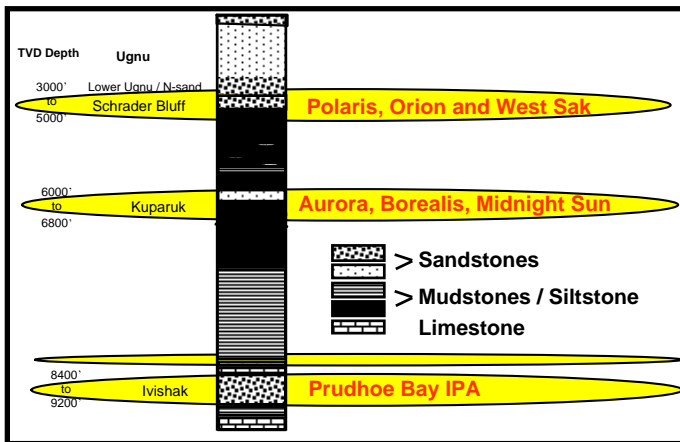 TVD Depth
Ugnu
3000'
Lower Ugnu / N-sand
to
Schrader Bluff
Polaris, Orion and West Sak
5000'
6000'
to
Kuparuk
Aurora, Borealis, Midnight Sun
6800'
> Sandstones
> Mudstones / Siltstone
Limestone
8400'
to
Ivishak
Prudhoe Bay IPA
9200'